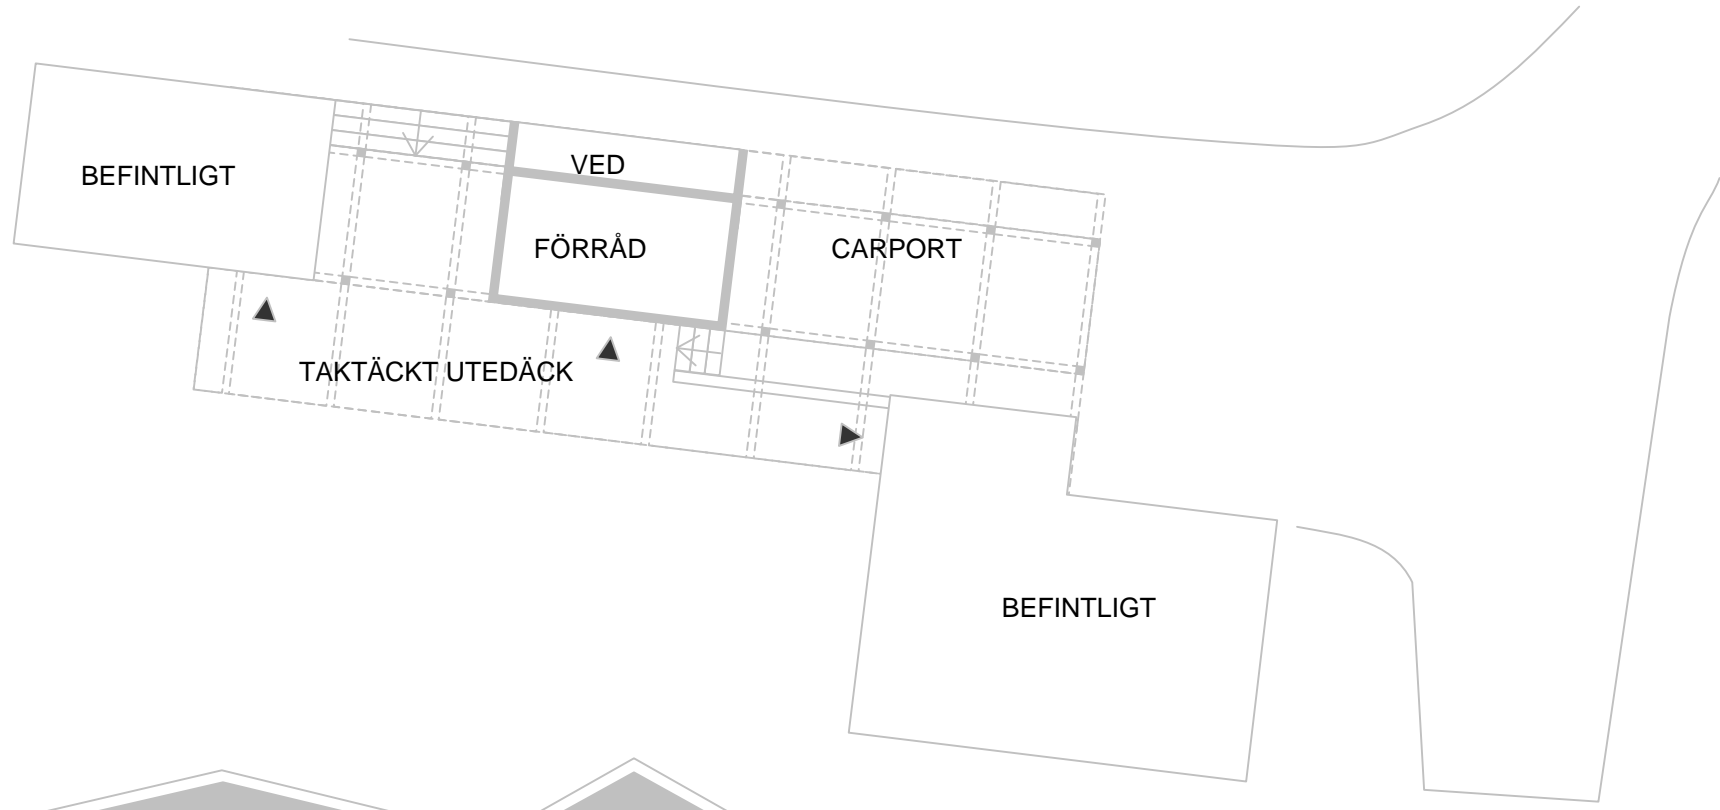 BEFINTLIGT
VED
FÖRRÅD
CARPORT
TAKTÄCKT UTEDÄCK
BEFINTLIGT